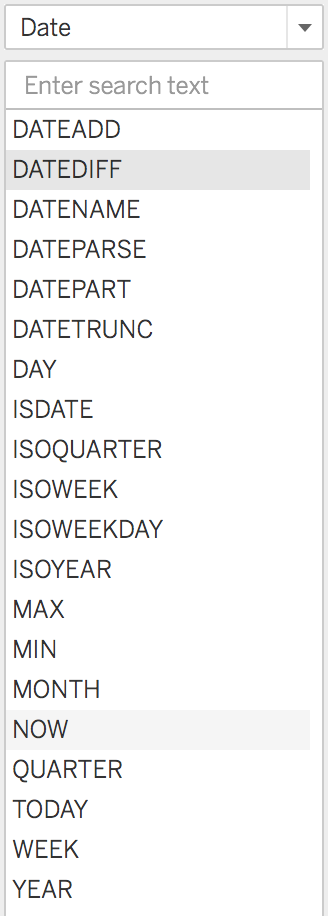 Date
Enter search text
DATEADD
DATEDIFF
DATENAME
DATEPARSE
DATEPART
DATETRUNC
DAY
ISDATE
ISOQUARTER
ISOWEEK
ISOWEEKDAY
ISOYEAR
MAX
MIN
MONTH
NOW
QUARTER
TODAY
WEEK
YEAR